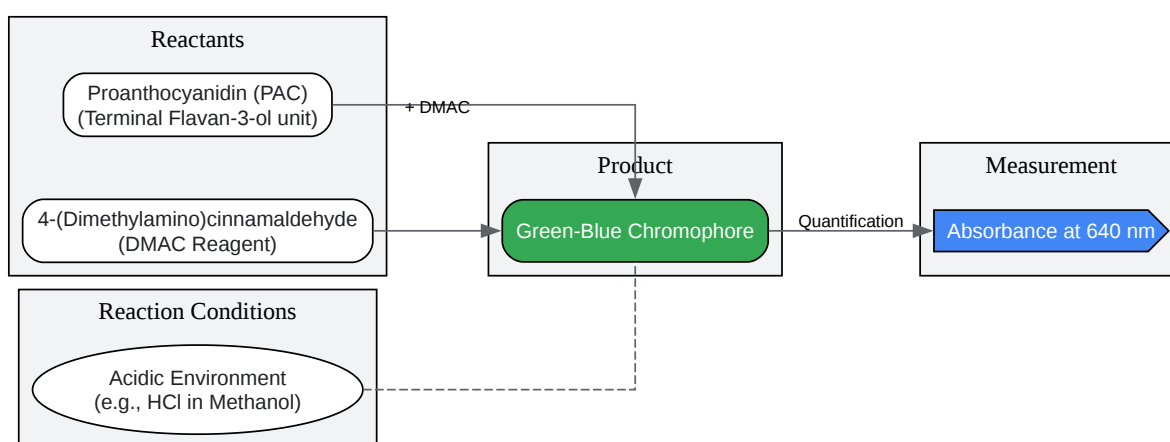 Reactants
Proanthocyanidin (PAC)
(Terminal Flavan-3-ol unit)
+ DMAC
4-(Dimethylamino)cinnamaldehyde
(DMAC Reagent)
Product
Green-Blue Chromophore
Quantification
Measurement
Absorbance at 640 nm
Reaction Conditions
Acidic Environment
(e.g., HCl in Methanol)